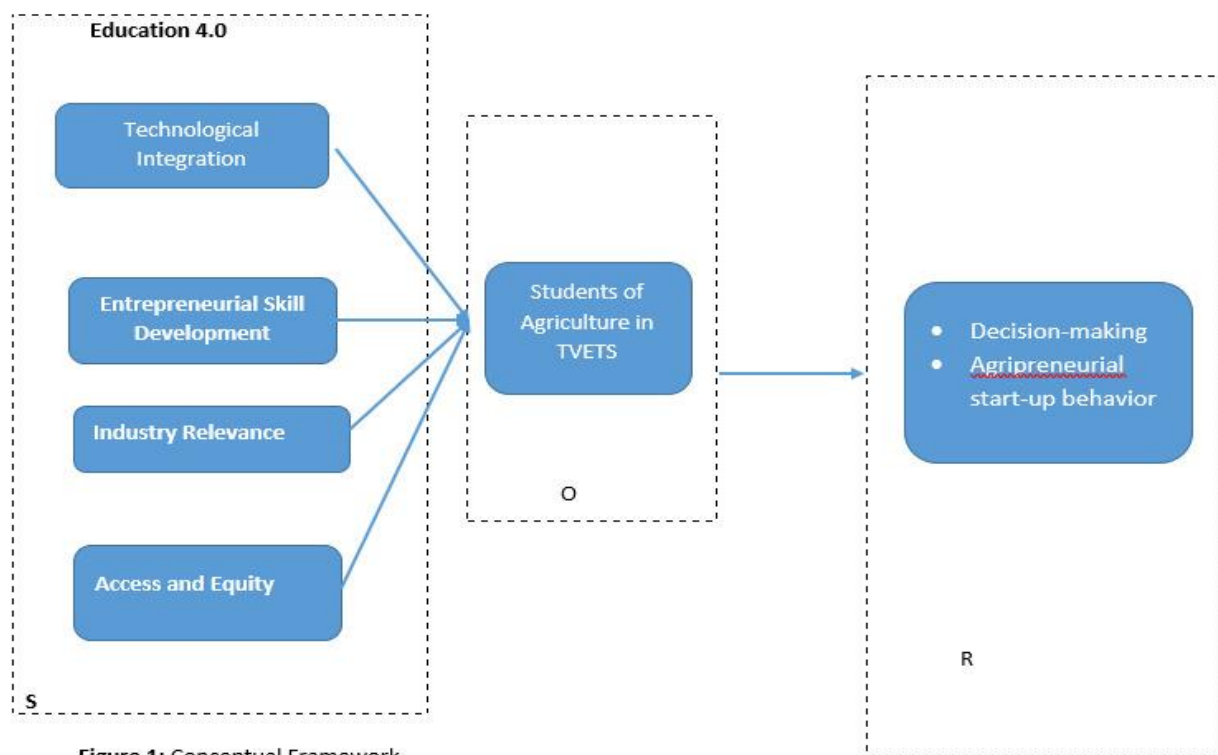 Education 4.0
Technological
Integration
Entrepreneurial Skill
Development
Industry Relevance
Access and Equity
S
Students of
Agriculture in
TVETS
O
• Decision-making
• Agripreneurial
start-up behavior
R
Figure 1: Conceptual Framework